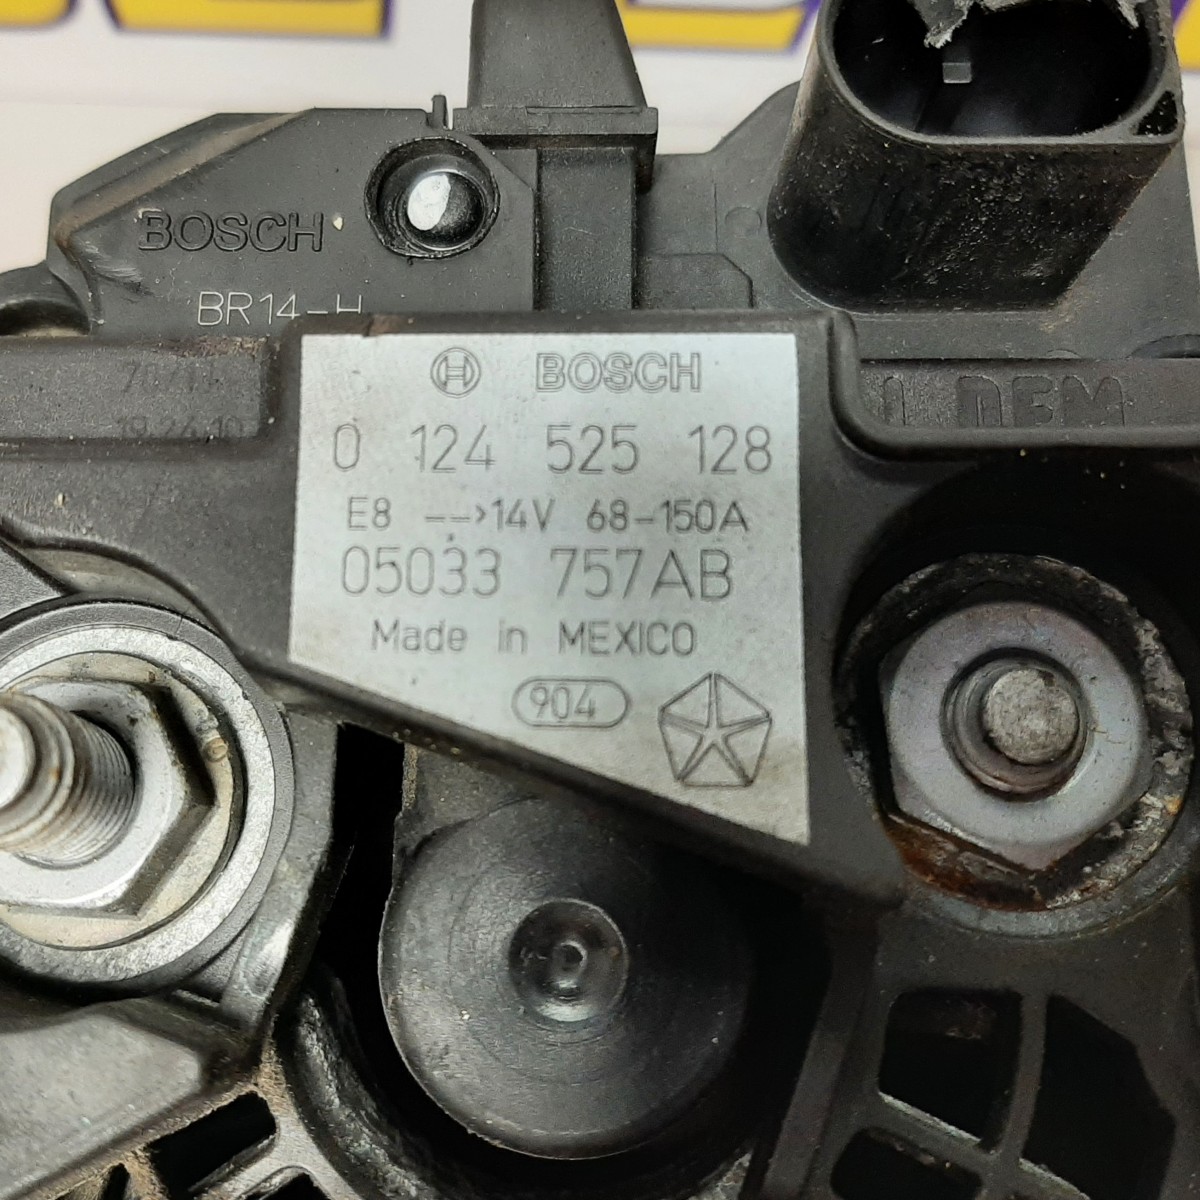 BOSCH
BR14-H
BOSCH
0 124 525 128
E8 -->14V 68-150A
05033 757AB
Made in MEXICO
904